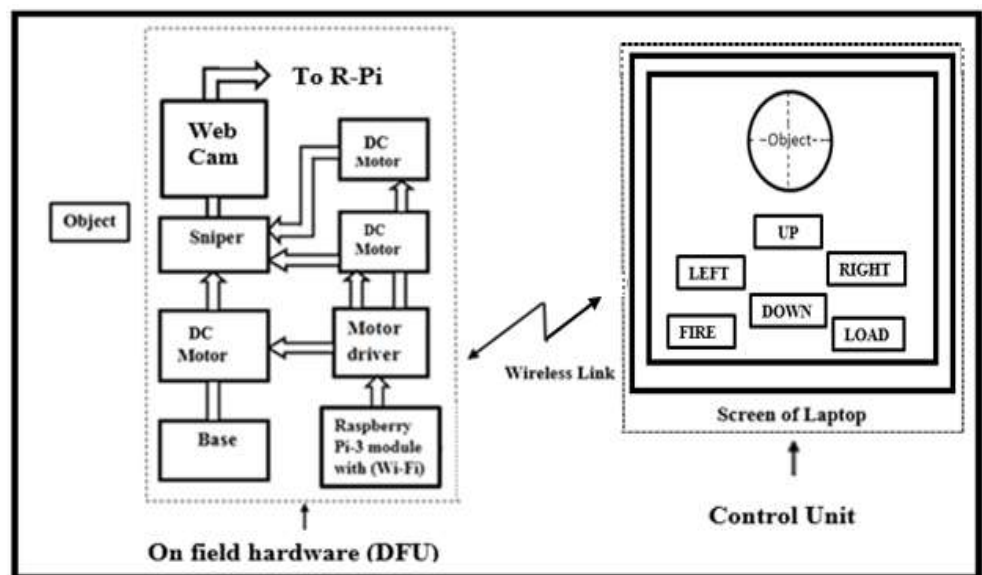 To R-Pi
Web
Cam
DC
Motor
Object
Sniper
DC
Motor
DC
Motor
Motor
driver
Base
Raspberry
Pi-3 module
with (Wi-Fi)
On field hardware (DFU)
Wireless Link
Object
UP
LEFT
RIGHT
DOWN
FIRE
LOAD
Screen of Laptop
Control Unit